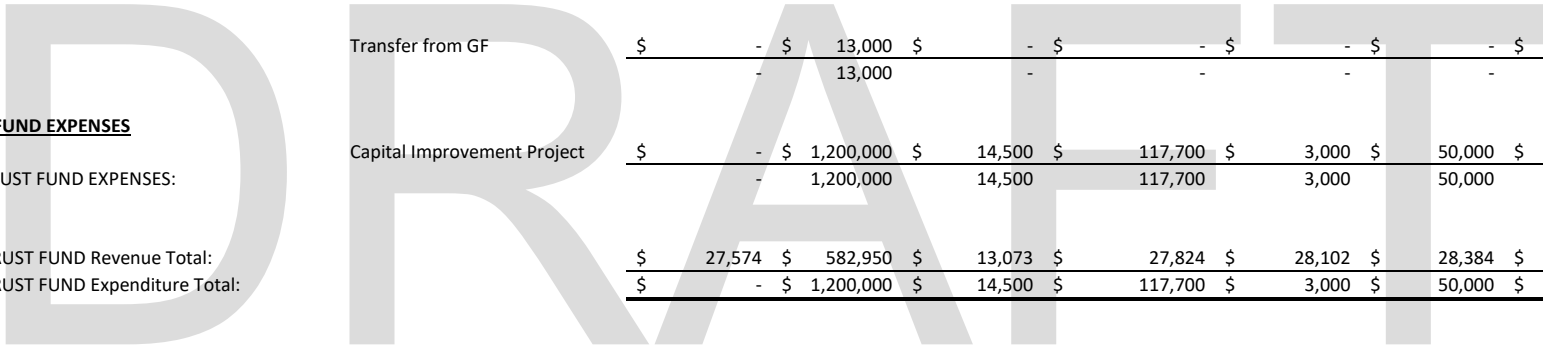 DRAFT
Transfer from GF $ - $ 13,000 $ - $ - $ - $ - $
- 13,000 - - - -
FUND EXPENSES
Capital Improvement Project $ - $ 1,200,000 $ 14,500 $ 117,700 $ 3,000 $ 50,000 $
UST FUND EXPENSES: - 1,200,000 14,500 117,700 3,000 50,000
RUST FUND Revenue Total: $ 27,574 $ 582,950 $ 13,073 $ 27,824 $ 28,102 $ 28,384 $
RUST FUND Expenditure Total: $ - $ 1,200,000 $ 14,500 $ 117,700 $ 3,000 $ 50,000 $